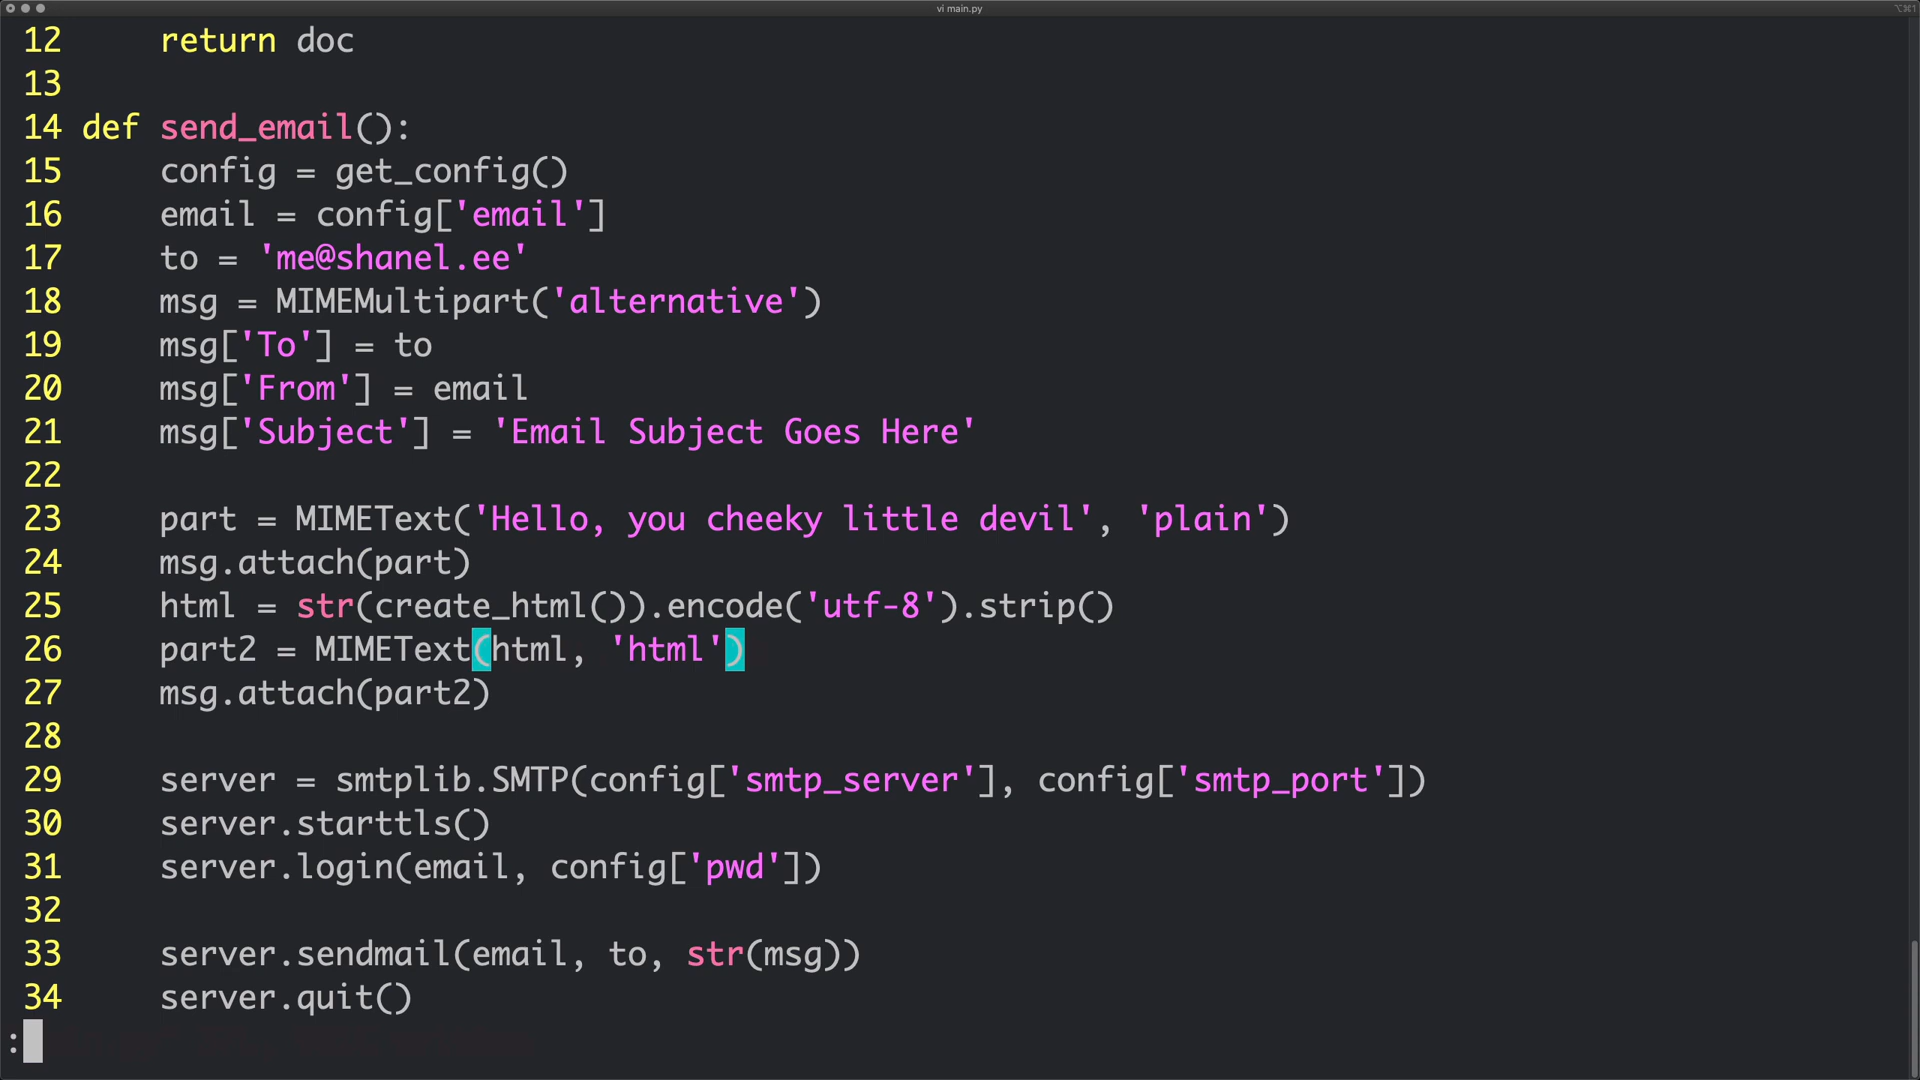 vi main.py
⌥⌘1
12     return doc
13
14 def send_email():
15     config = get_config()
16     email = config['email']
17     to = 'me@shanel.ee'
18     msg = MIMEMultipart('alternative')
19     msg['To'] = to
20     msg['From'] = email
21     msg['Subject'] = 'Email Subject Goes Here'
22
23     part = MIMEText('Hello, you cheeky little devil', 'plain')
24     msg.attach(part)
25     html = str(create_html()).encode('utf-8').strip()
26     part2 = MIMEText(html, 'html')
27     msg.attach(part2)
28
29     server = smtplib.SMTP(config['smtp_server'], config['smtp_port'])
30     server.starttls()
31     server.login(email, config['pwd'])
32
33     server.sendmail(email, to, str(msg))
34     server.quit()
: